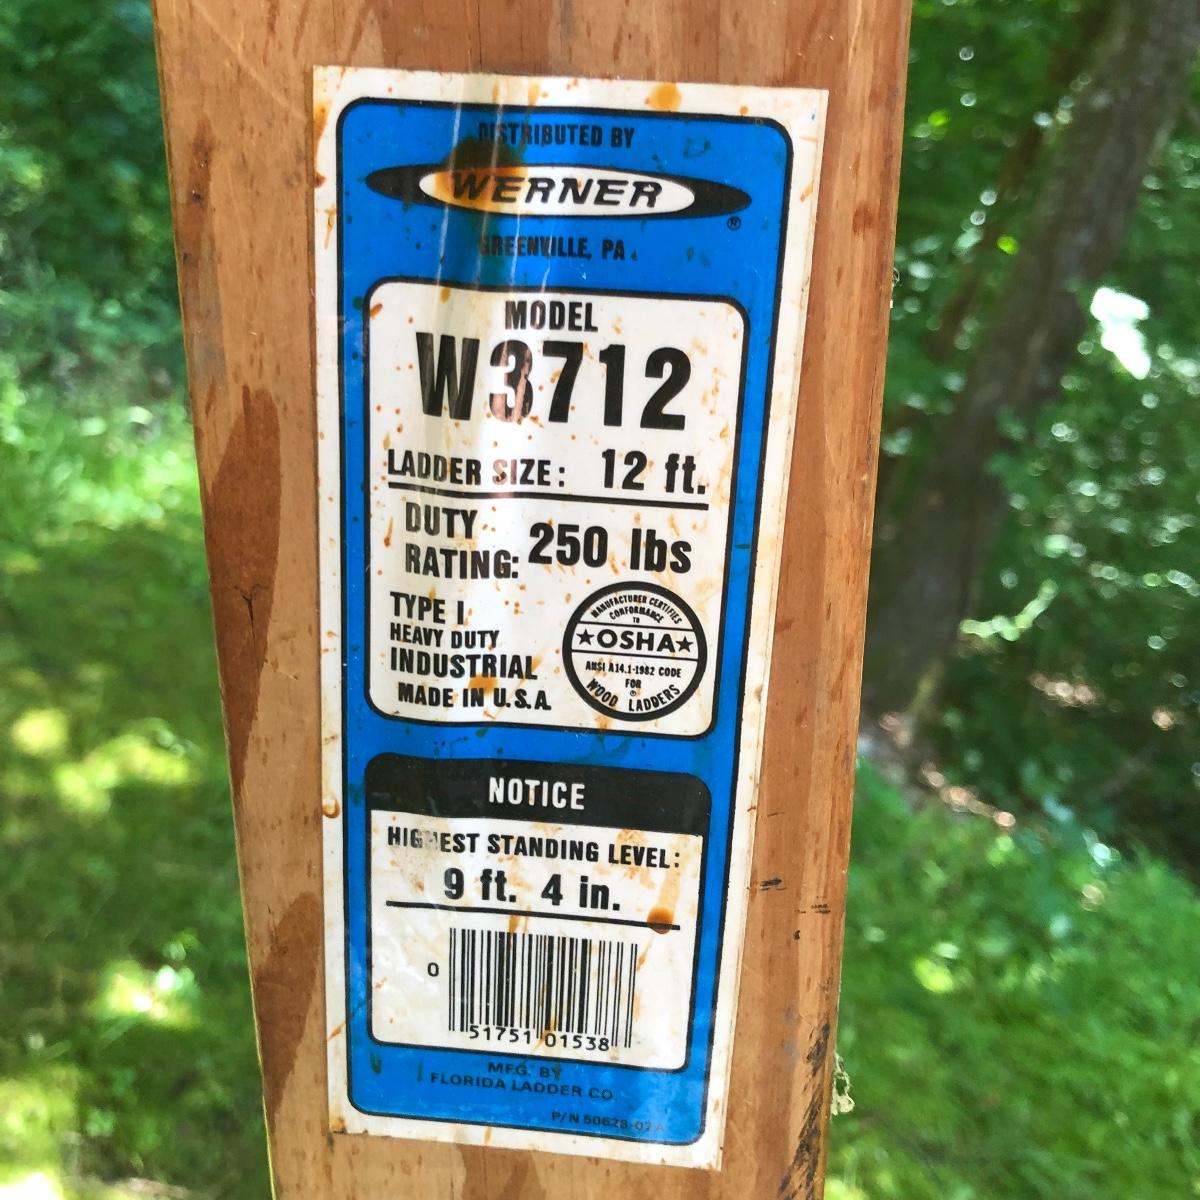 DISTRIBUTED BY
WERNER
®
GREENVILLE, PA.
MODEL
W3712
LADDER SIZE: 12 ft.
DUTY
RATING: 250 lbs
TYPE I
HEAVY DUTY
INDUSTRIAL
MADE IN U.S.A.
MANUFACTURER CERTIFIES
CONFORMANCE
TO
★OSHA★
ANSI A14.1-1982 CODE
FOR
®
WOOD LADDERS
NOTICE
HIGHEST STANDING LEVEL:
9 ft. 4 in.
0
51751 01538
MFG. BY
FLORIDA LADDER CO.
P/N 50628-02A